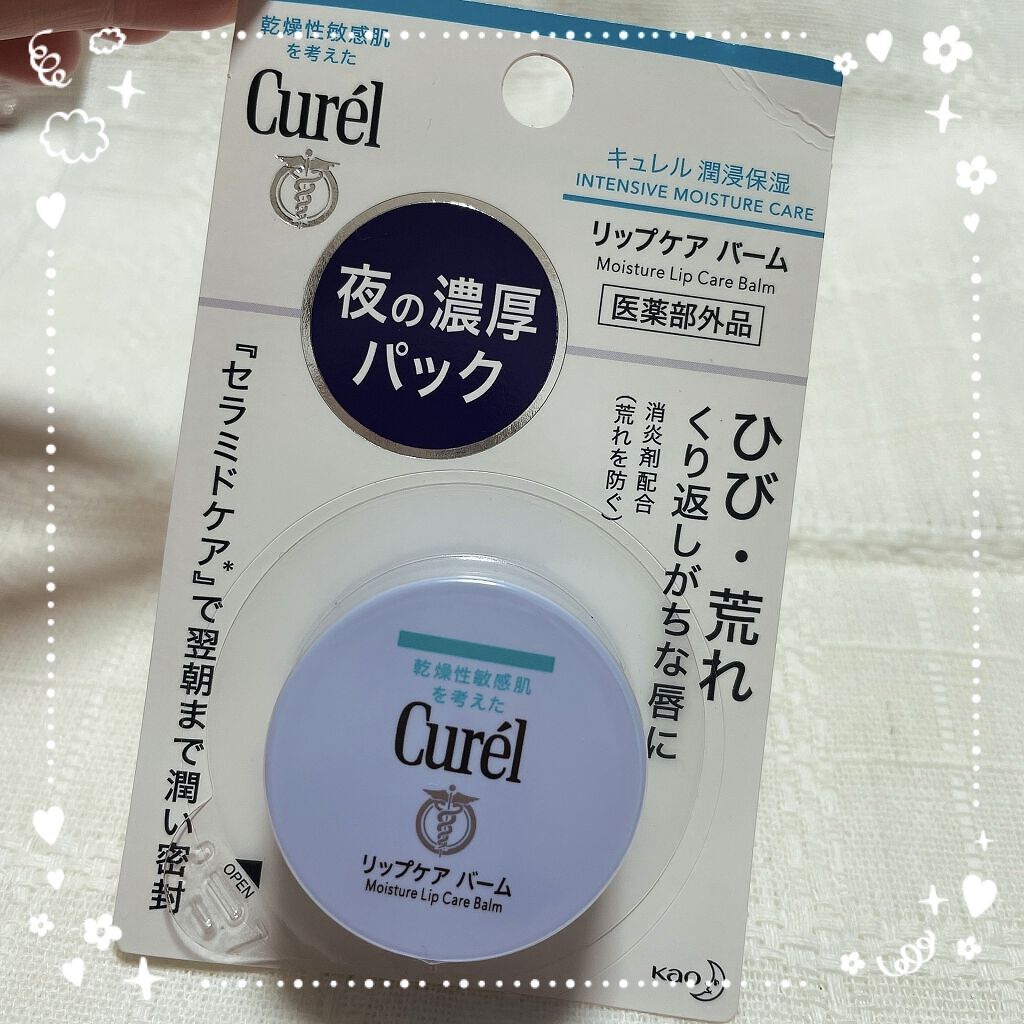 乾燥性敏感肌
を考えた
Curél
キュレル 潤浸保湿
INTENSIVE MOISTURE CARE
リップケア バーム
Moisture Lip Care Balm
医薬部外品
夜の濃厚
パック
ひび・荒れ
くり返しがちな唇に
消炎剤配合
(荒れを防ぐ)
『セラミドケア』*で翌朝まで潤い密封
OPEN
乾燥性敏感肌
を考えた
Curél
リップケア バーム
Moisture Lip Care Balm
Kao